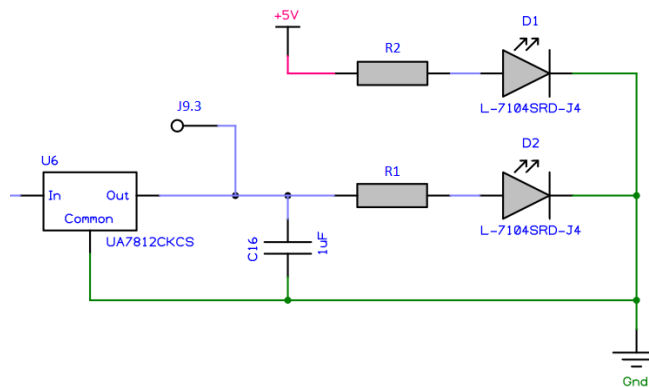 +5V
R2
D1
L-7104SRD-J4
J9.3
U6
In
Out
Common
UA7812CKCS
C16
1uF
R1
D2
L-7104SRD-J4
Gnd